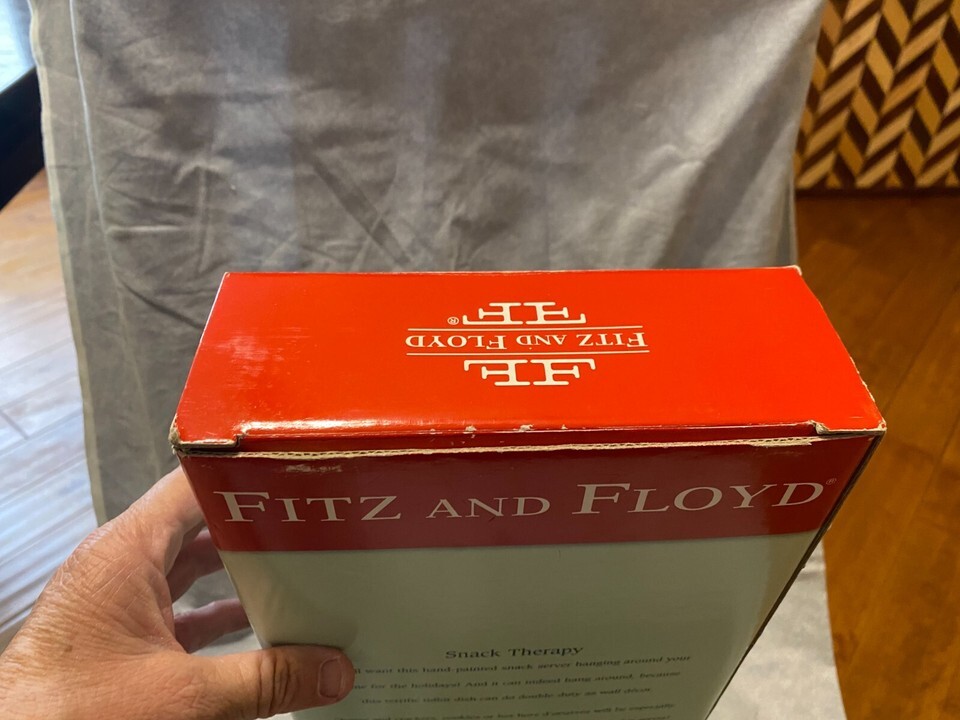 FF
FITZ AND FLOYD
FF®
FITZ AND FLOYD®
Snack Therapy
want this hand-painted snack server hanging around your
me for the holidays! And it can indeed hang around, because
this terrific tidbit dish can do double duty as wall décor.